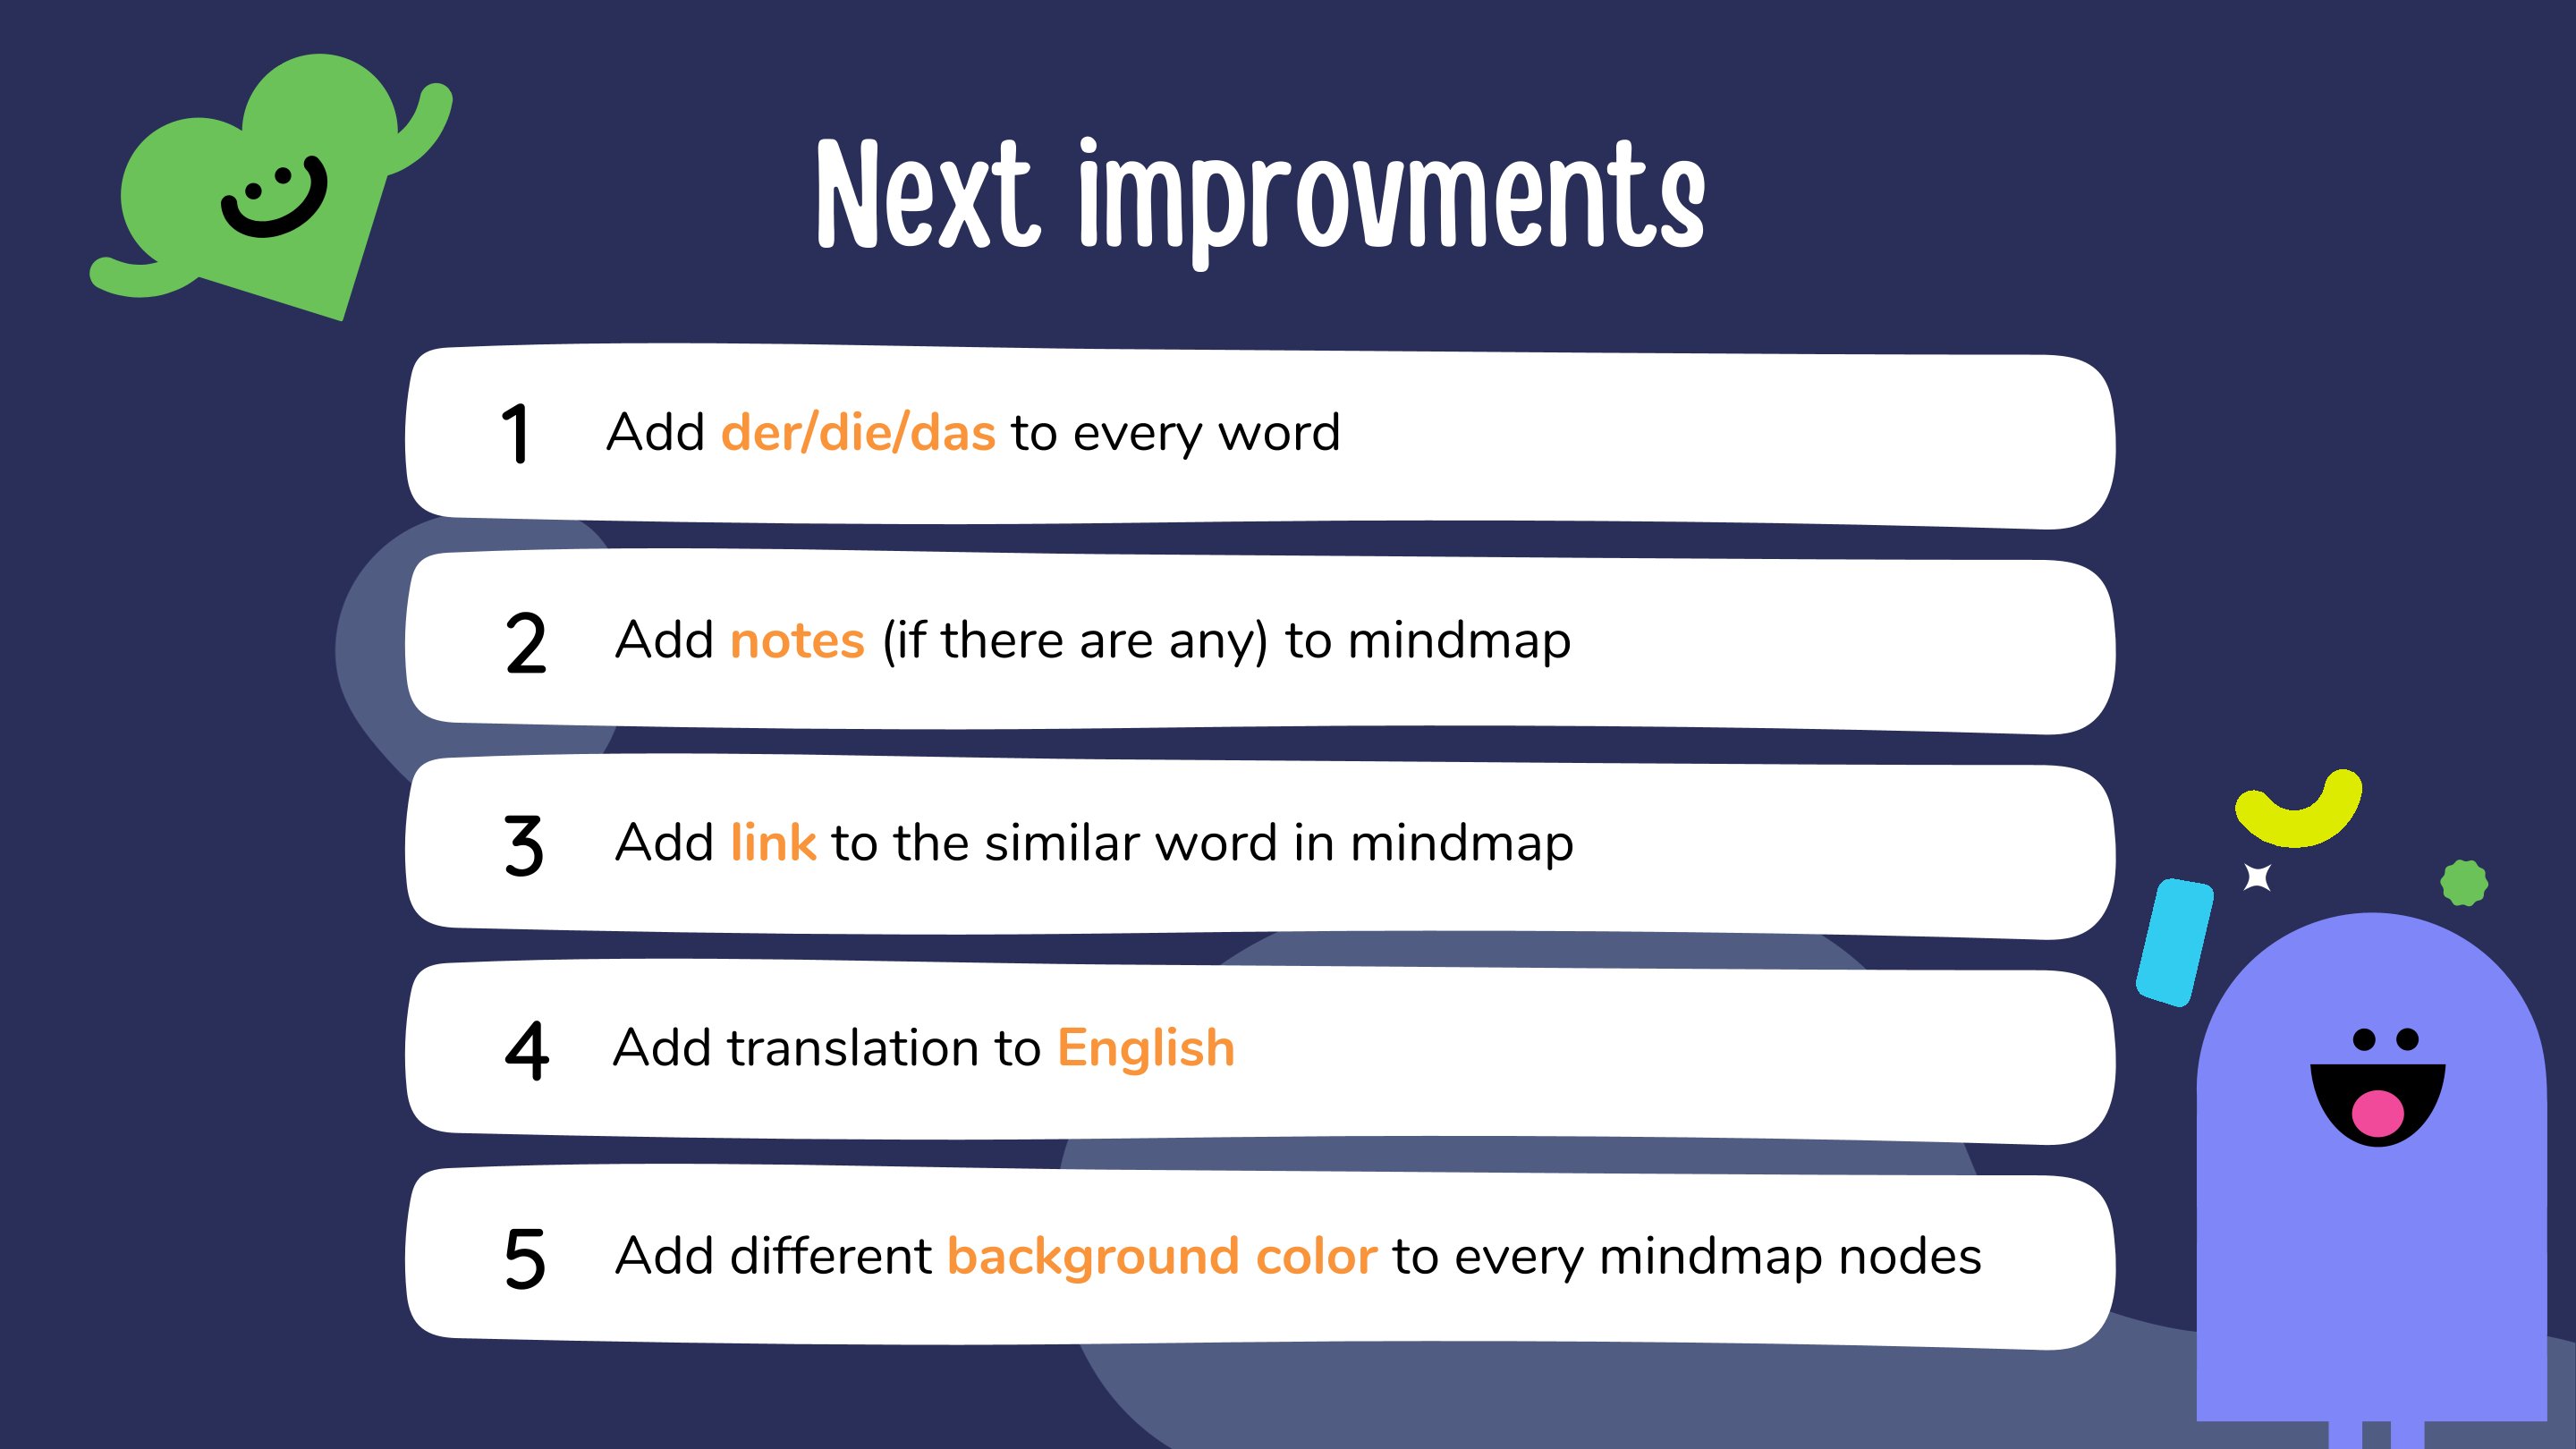 Next improvments
1 Add der/die/das to every word
2 Add notes (if there are any) to mindmap
3 Add link to the similar word in mindmap
4 Add translation to English
5 Add different background color to every mindmap nodes